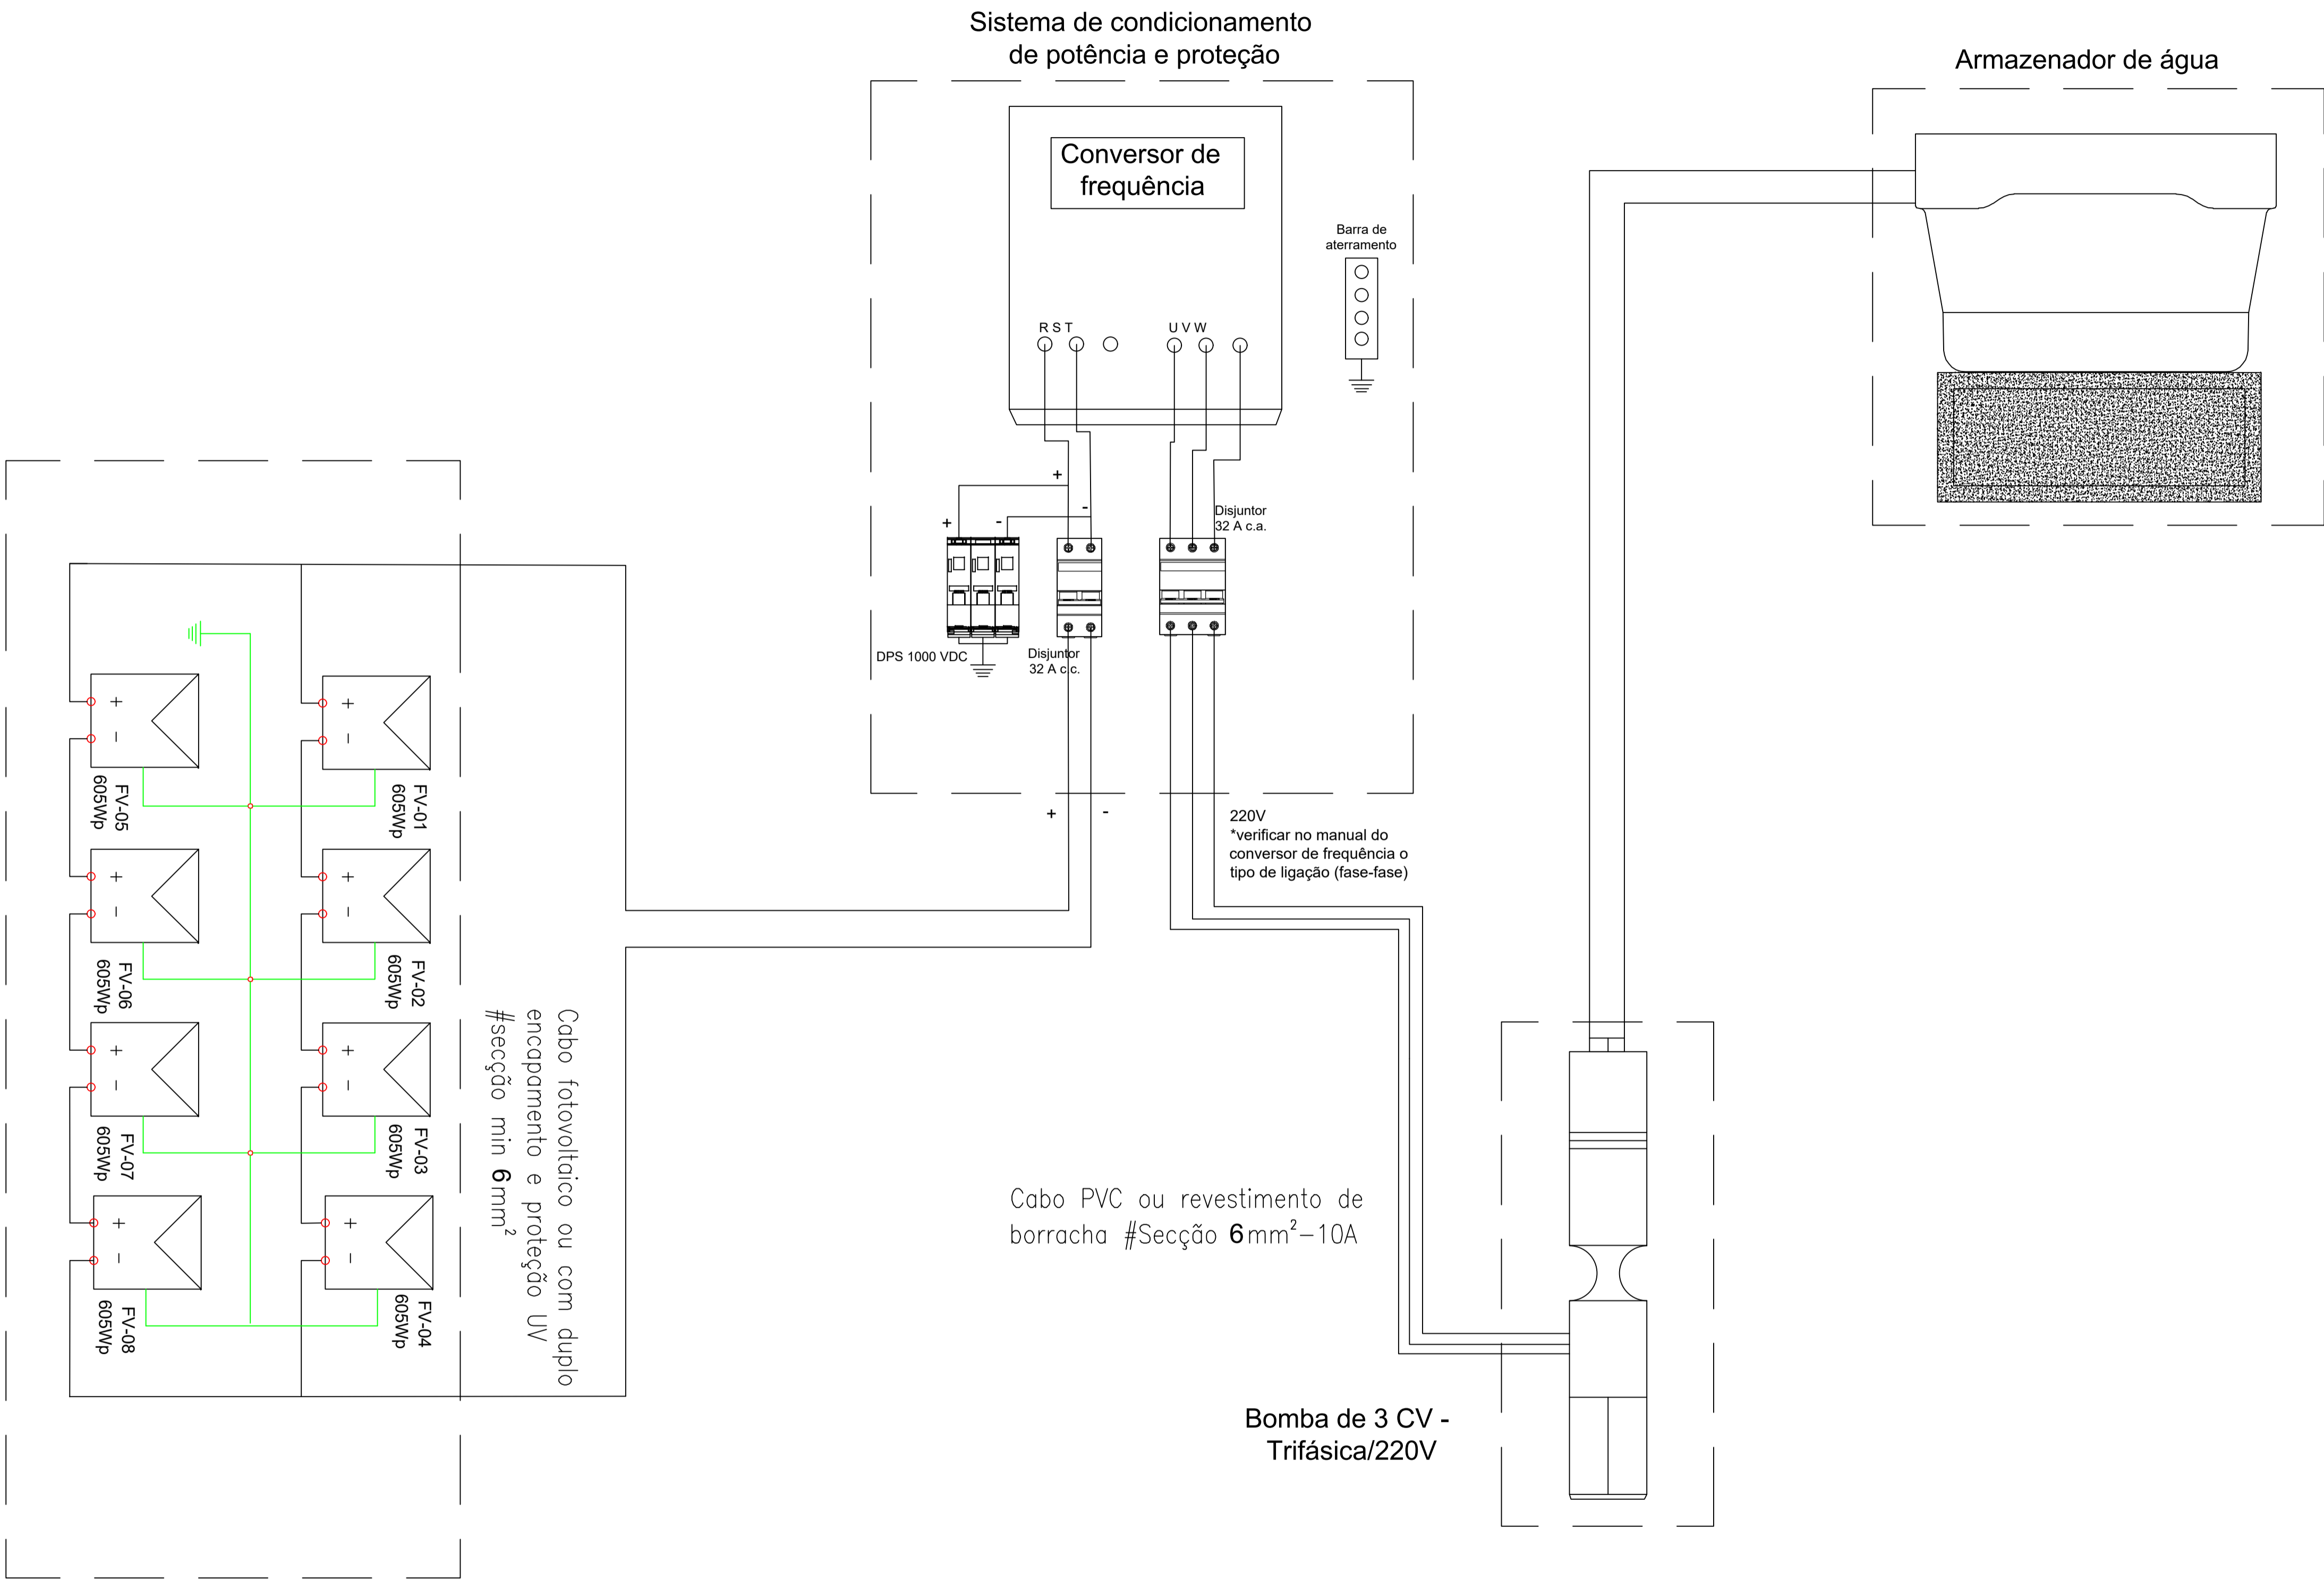 Sistema de condicionamento
de potência e proteção
Armazenador de água
Conversor de
frequência
Barra de
aterramento
R S T
U V W
+
-
+
-
Disjuntor
32 A c.a.
DPS 1000 VDC
Disjuntor
32 A c.c.
+
-
220V
*verificar no manual do
conversor de frequência o
tipo de ligação (fase-fase)
+
-
FV-05
605Wp
+
-
FV-01
605Wp
+
-
FV-06
605Wp
+
-
FV-02
605Wp
+
-
FV-07
605Wp
+
-
FV-03
605Wp
+
-
FV-08
605Wp
+
-
FV-04
605Wp
Cabo fotovoltaico ou com duplo
encapamento e proteção UV
#secção min 6mm²
Cabo PVC ou revestimento de
borracha #Secção 6mm²-10A
Bomba de 3 CV -
Trifásica/220V